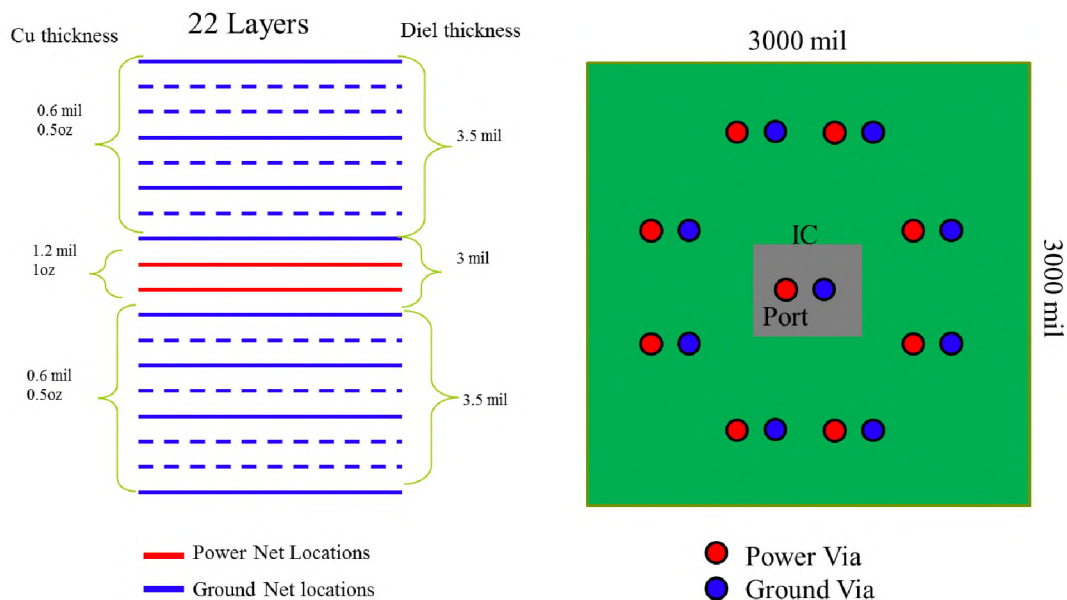 Cu thickness
22 Layers
Diel thickness
0.6 mil
0.5oz
3.5 mil
1.2 mil
1oz
3 mil
0.6 mil
0.5oz
3.5 mil
Power Net Locations
Ground Net locations
3000 mil
IC
Port
3000 mil
Power Via
Ground Via